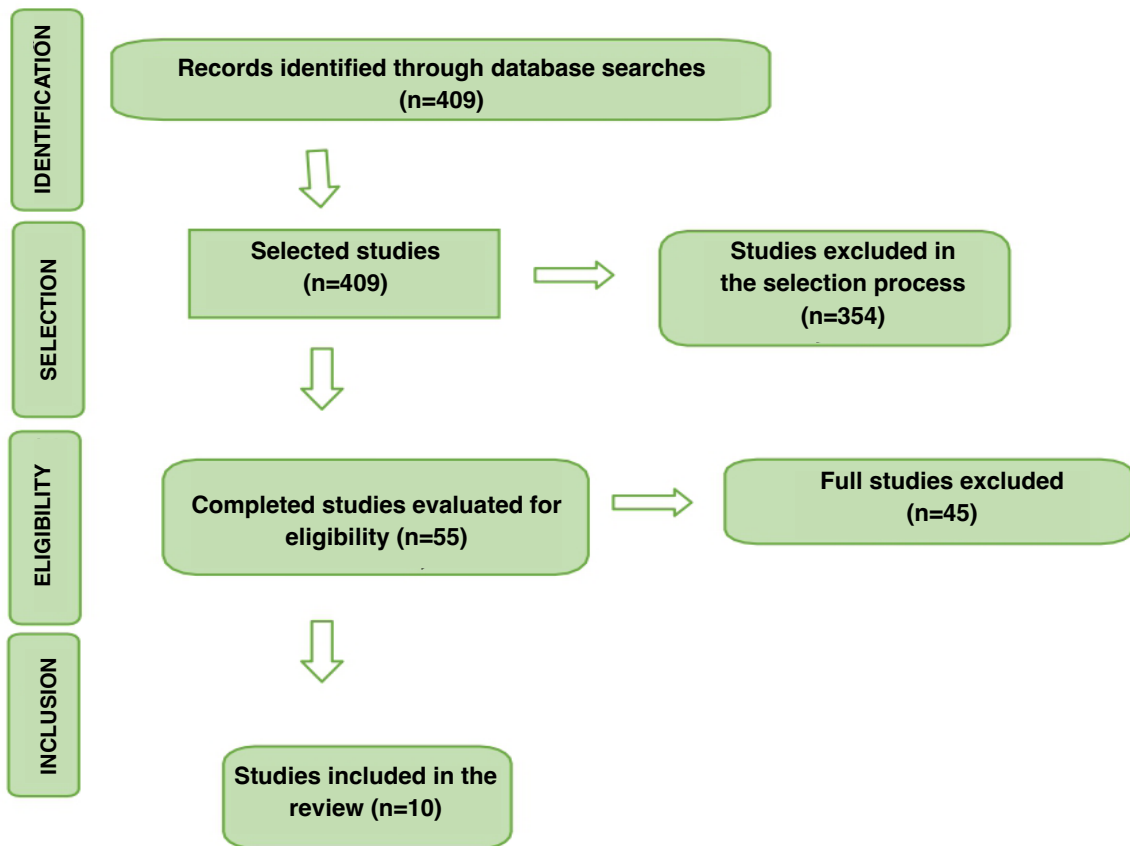 IDENTIFICATION
Records identified through database searches
(n=409)
SELECTION
Selected studies
(n=409)
Studies excluded in
the selection process
(n=354)
ELIGIBILITY
Completed studies evaluated for
eligibility (n=55)
Full studies excluded
(n=45)
INCLUSION
Studies included in the
review (n=10)